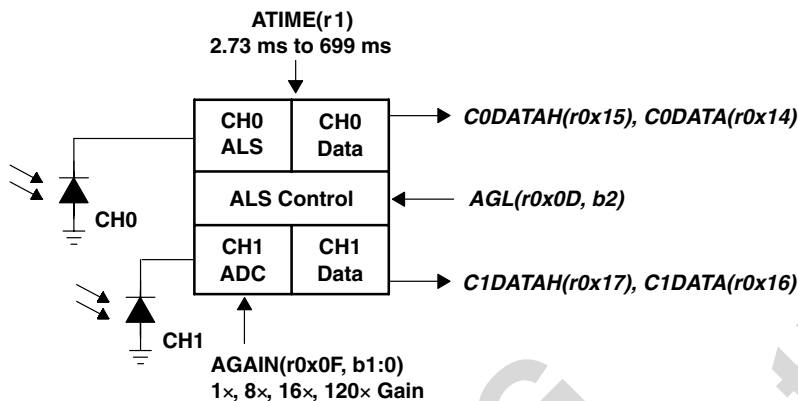 ATIME(r1)
2.73 ms to 699 ms
CH0
ALS
CH0
Data
C0DATAH(r0x15), C0DATA(r0x14)
ALS Control
AGL(r0x0D, b2)
CH0
CH1
ADC
CH1
Data
C1DATAH(r0x17), C1DATA(r0x16)
CH1
AGAIN(r0x0F, b1:0)
1×, 8×, 16×, 120× Gain